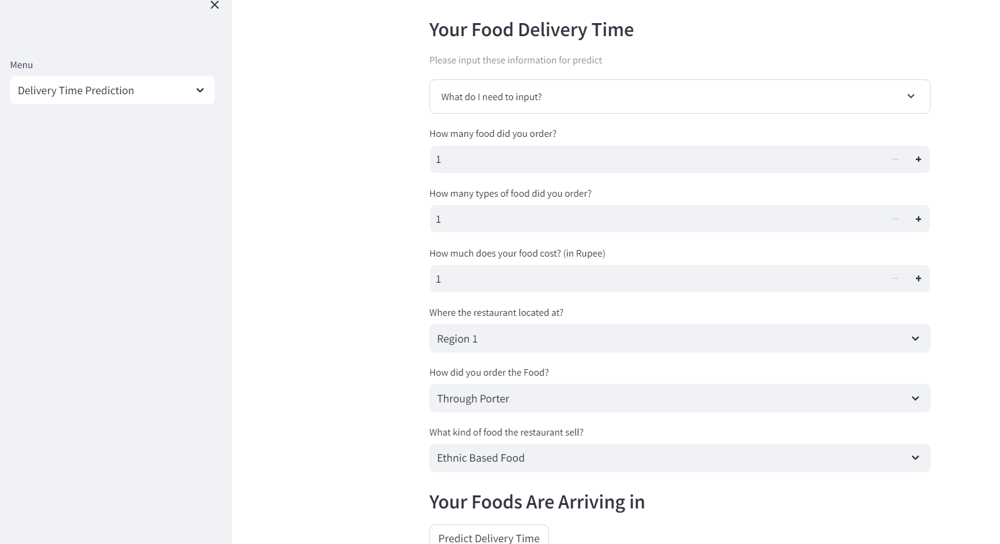 Menu
Delivery Time Prediction
Your Food Delivery Time
Please input these information for predict
What do I need to input?
How many food did you order?
1
How many types of food did you order?
1
How much does your food cost? (in Rupee)
1
Where the restaurant located at?
Region 1
How did you order the Food?
Through Porter
What kind of food the restaurant sell?
Ethnic Based Food
Your Foods Are Arriving in
Predict Delivery Time